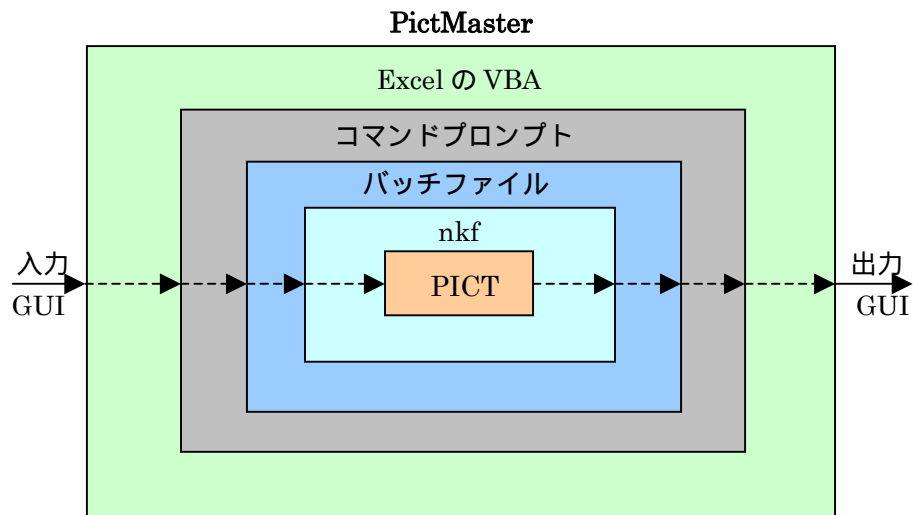 PictMaster
Excel の VBA
コマンドプロンプト
バッチファイル
nkf
入力
GUI
PICT
出力
GUI